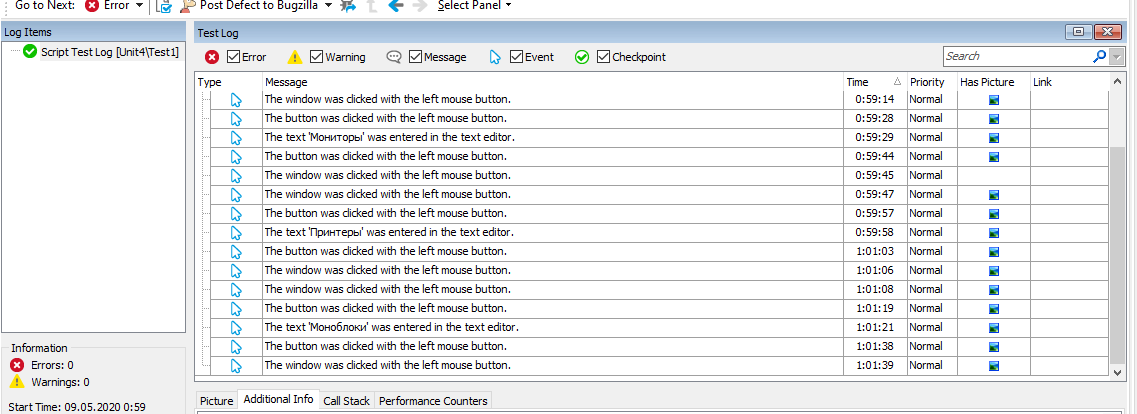 Go to Next: Error Post Defect to Bugzilla Select Panel
Log Items
Script Test Log [Unit4\Test1]
Test Log
Error Warning Message Event Checkpoint Search
Type Message Time Priority Has Picture Link
The window was clicked with the left mouse button. 0:59:14 Normal
The button was clicked with the left mouse button. 0:59:28 Normal
The text 'Мониторы' was entered in the text editor. 0:59:29 Normal
The button was clicked with the left mouse button. 0:59:44 Normal
The window was clicked with the left mouse button. 0:59:45 Normal
The window was clicked with the left mouse button. 0:59:47 Normal
The button was clicked with the left mouse button. 0:59:57 Normal
The text 'Принтеры' was entered in the text editor. 0:59:58 Normal
The button was clicked with the left mouse button. 1:01:03 Normal
The window was clicked with the left mouse button. 1:01:06 Normal
The window was clicked with the left mouse button. 1:01:08 Normal
The button was clicked with the left mouse button. 1:01:19 Normal
The text 'Моноблоки' was entered in the text editor. 1:01:21 Normal
The button was clicked with the left mouse button. 1:01:38 Normal
The window was clicked with the left mouse button. 1:01:39 Normal
Information
Errors: 0
Warnings: 0
Start Time: 09.05.2020 0:59
Picture Additional Info Call Stack Performance Counters